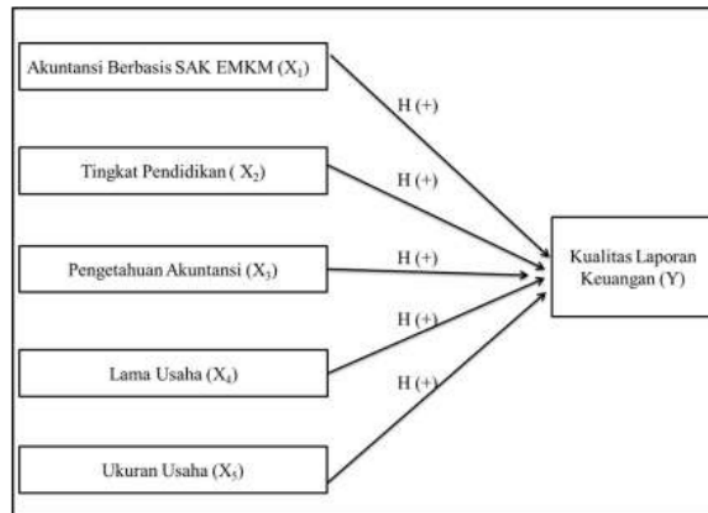 Akuntansi Berbasis SAK EMKM (X₁)
H (+)
Tingkat Pendidikan ( X₂)
H (+)
Pengetahuan Akuntansi (X₃)
H (+)
Kualitas Laporan
Keuangan (Y)
Lama Usaha (X₄)
H (+)
Ukuran Usaha (X₅)
H (+)